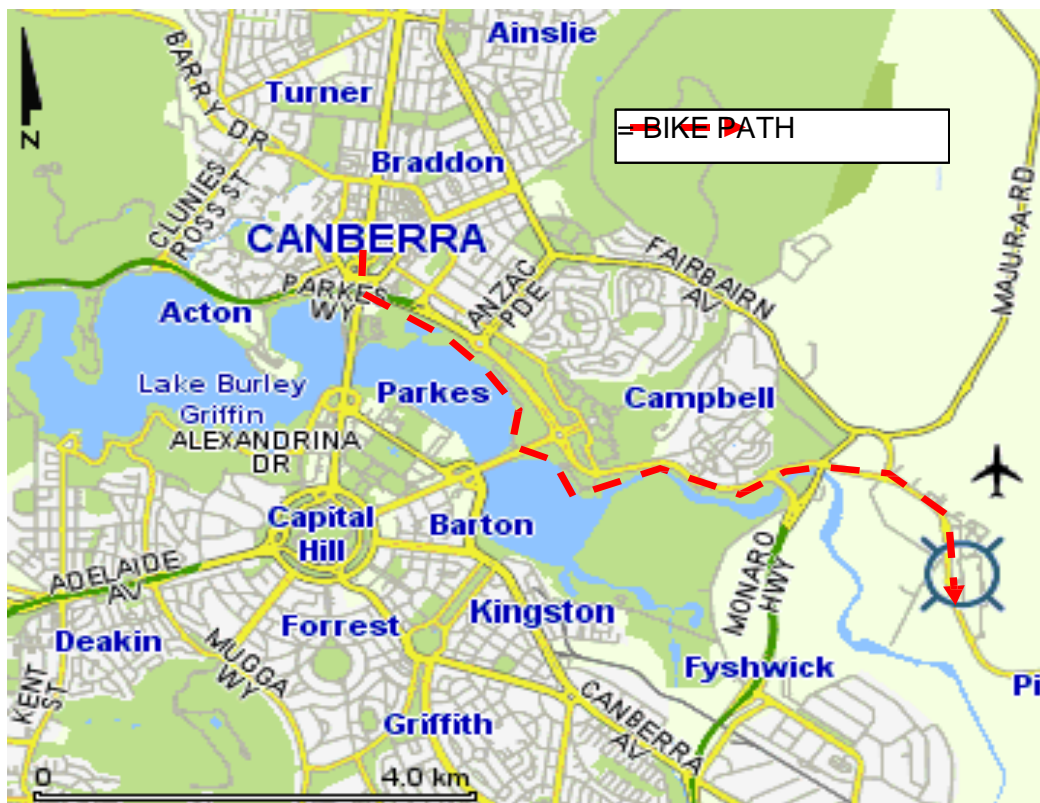 Ainslie
BARRY DR
Turner
= BIKE PATH
Braddon
CLUNIES
ROSS ST
MAJURA RD
N
CANBERRA
FAIRBAIRN
AV
ANZAC
PDE
PARKES
WY
Acton
Lake Burley
Griffin
Parkes
Campbell
ALEXANDRINA
DR
Capital
Hill
Barton
ADELAIDE
AV
MONARO
HWY
Kingston
Forrest
Deakin
MUGGA
WY
Fyshwick
Pi
KENT
ST
Griffith
CANBERRA
AV
0 4.0 km